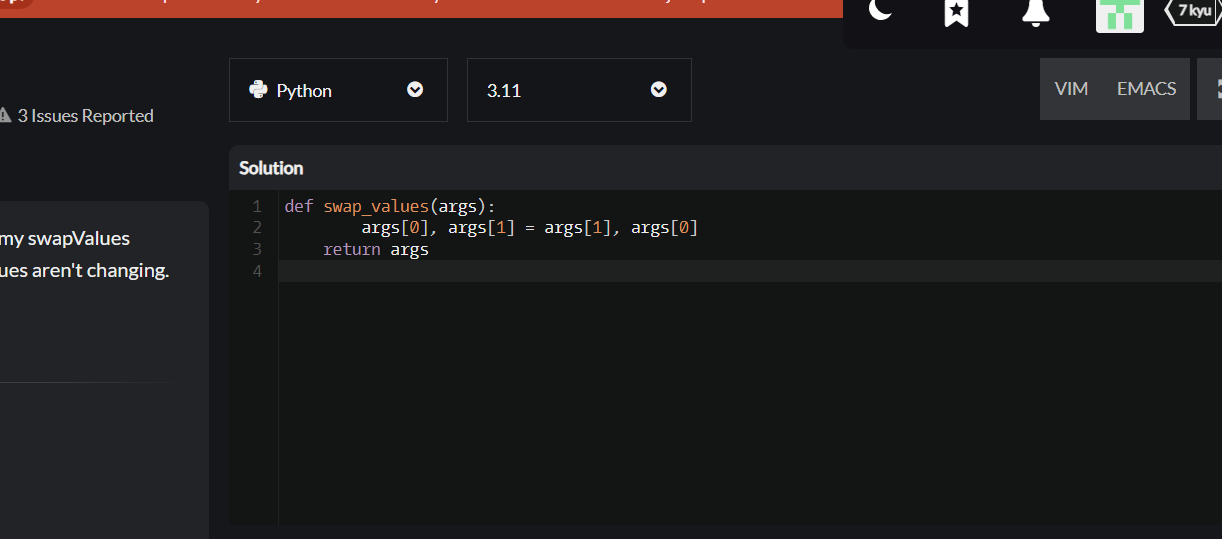 7 kyu
Python
3.11
VIM
EMACS
3 Issues Reported
Solution
my swapValues
ues aren't changing.
1 def swap_values(args):
2         args[0], args[1] = args[1], args[0]
3     return args
4